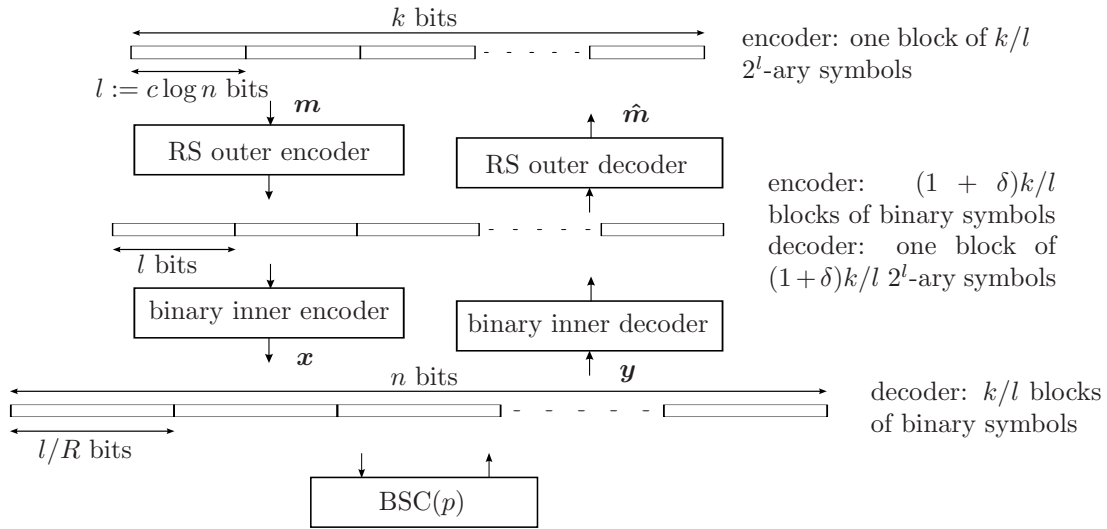 k bits
encoder: one block of k/l
2^l-ary symbols
l := c log n bits
m
m̂
RS outer encoder
RS outer decoder
encoder: (1 + δ)k/l
blocks of binary symbols
decoder: one block of
(1+δ)k/l 2^l-ary symbols
l bits
binary inner encoder
binary inner decoder
x
y
n bits
decoder: k/l blocks
of binary symbols
l/R bits
BSC(p)